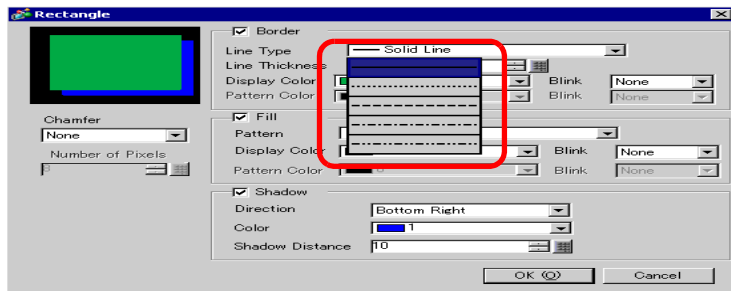 Rectangle
Border
Line Type
Solid Line
Line Thickness
Display Color
Blink
None
Pattern Color
Blink
None
Chamfer
None
Number of Pixels
8
Fill
Pattern
Display Color
Blink
None
Pattern Color
0
Blink
None
Shadow
Direction
Bottom Right
Color
1
Shadow Distance
10
OK (O)
Cancel